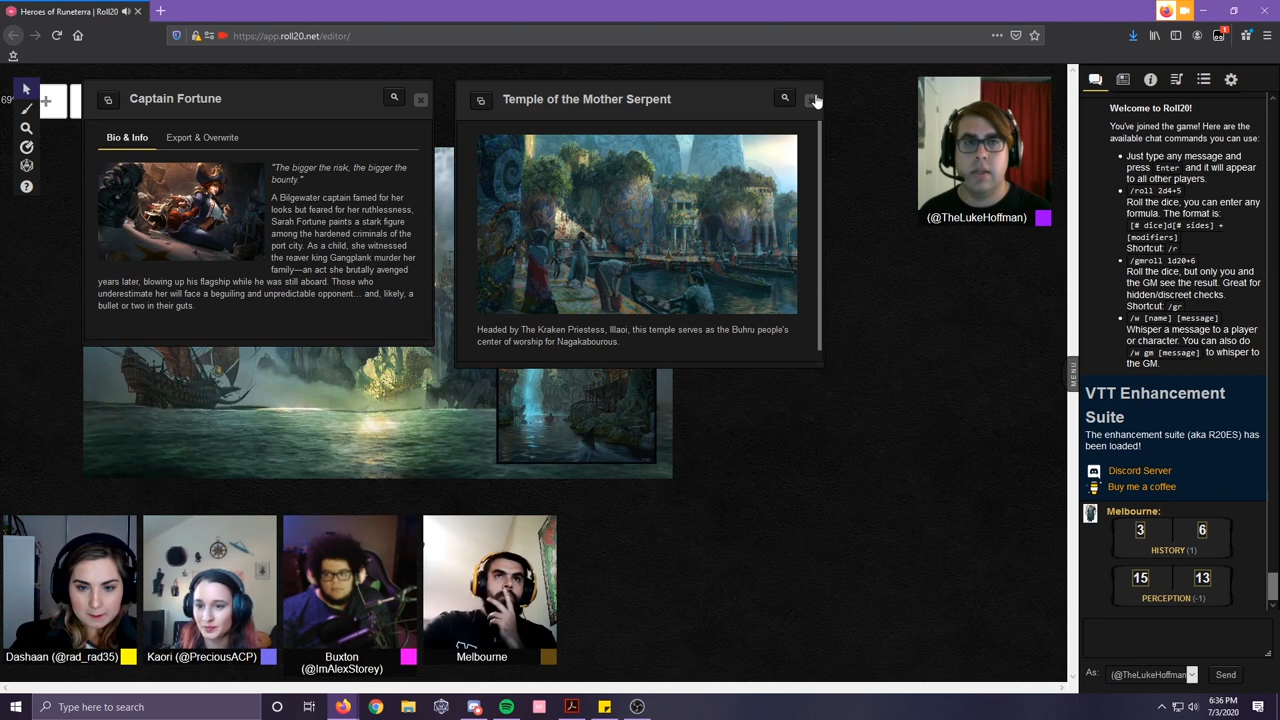 Heroes of Runeterra | Roll20
https://app.roll20.net/editor/
69
Captain Fortune
Bio & Info
Export & Overwrite
"The bigger the risk, the bigger the
bounty."
A Bilgewater captain famed for her
looks but feared for her ruthlessness,
Sarah Fortune paints a stark figure
among the hardened criminals of the
port city. As a child, she witnessed
the reaver king Gangplank murder her
family—an act she brutally avenged
years later, blowing up his flagship while he was still aboard. Those who
underestimate her will face a beguiling and unpredictable opponent… and, likely, a
bullet or two in their guts.
Temple of the Mother Serpent
Headed by The Kraken Priestess, Illaoi, this temple serves as the Buhru people's
center of worship for Nagakabourous.
(@TheLukeHoffman)
Dashaan (@rad_rad35)
Kaori (@PreciousACP)
Buxton
(@ImAlexStorey)
Melbourne
MENU
Welcome to Roll20!
You've joined the game! Here are the
available chat commands you can use:
Just type any message and
press Enter and it will appear
to all other players.
/roll 2d4+5
Roll the dice, you can enter any
formula. The format is:
[# dice]d[# sides] +
[modifiers]
Shortcut: /r
/gmroll 1d20+6
Roll the dice, but only you and
the GM see the result. Great for
hidden/discreet checks.
Shortcut: /gr
/w [name] [message]
Whisper a message to a player
or character. You can also do
/w gm [message] to whisper to
the GM.
VTT Enhancement
Suite
The enhancement suite (aka R20ES) has
been loaded!
Discord Server
Buy me a coffee
Melbourne:
3 6
HISTORY (1)
15 13
PERCEPTION (-1)
As: (@TheLukeHoffman
Send
Type here to search
6:36 PM
7/3/2020